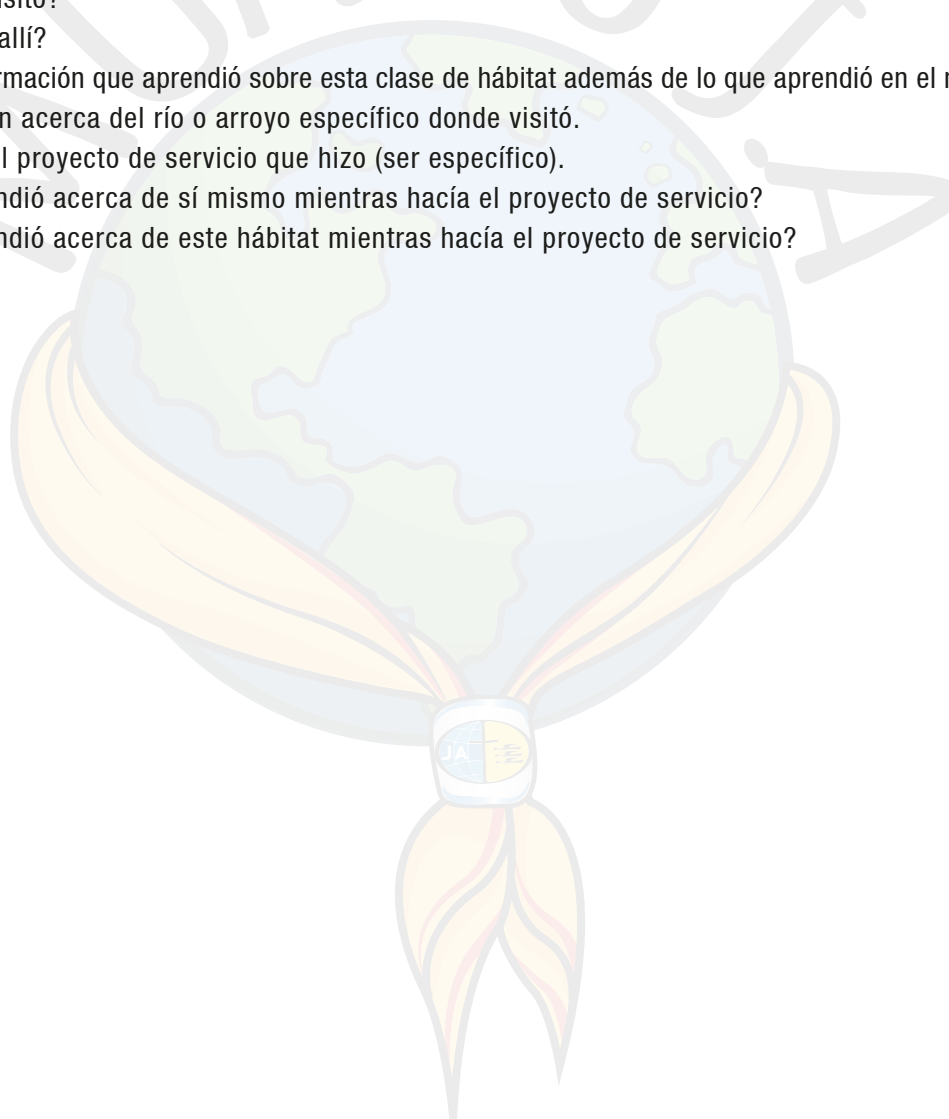 allí?
rmación que aprendió sobre esta clase de hábitat además de lo que aprendió en el
n acerca del río o arroyo específico donde visitó.
l proyecto de servicio que hizo (ser específico).
ndió acerca de sí mismo mientras hacía el proyecto de servicio?
ndió acerca de este hábitat mientras hacía el proyecto de servicio?
JA